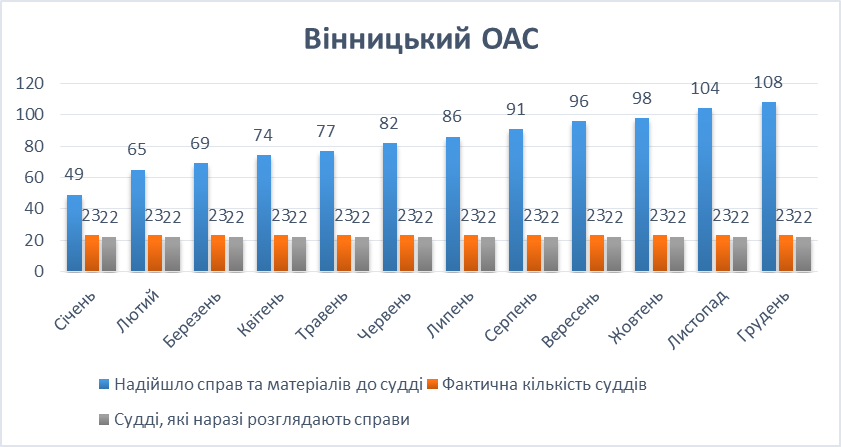 Вінницький ОАС
120
100
80
60
40
20
0
49 65 69 74 77 82 86 91 96 98 104 108
23 22 23 22 23 22 23 22 23 22 23 22 23 22 23 22 23 22 23 22 23 22 23 22
Січень Лютий Березень Квітень Травень Червень Липень Серпень Вересень Жовтень Листопад Грудень
Надійшло справ та матеріалів до судді Фактична кількість суддів
Судді, які наразі розглядають справи